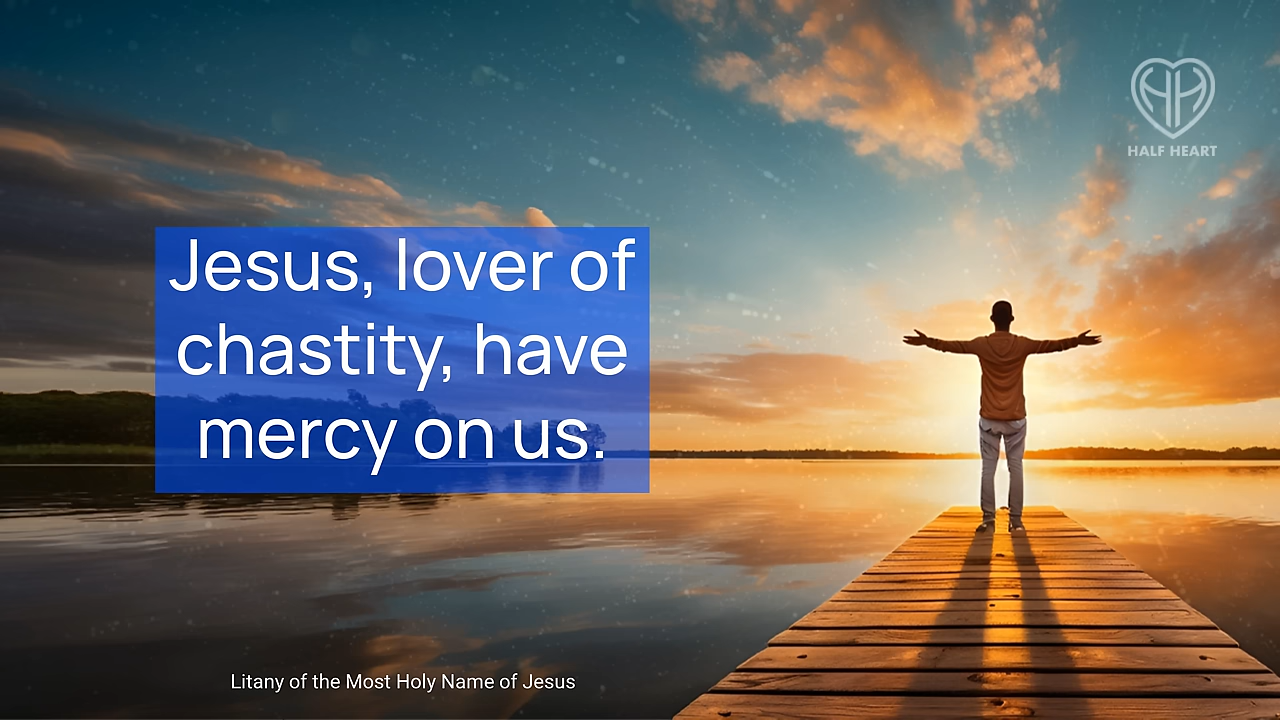 HALF HEART
Jesus, lover of
chastity, have
mercy on us.
Litany of the Most Holy Name of Jesus